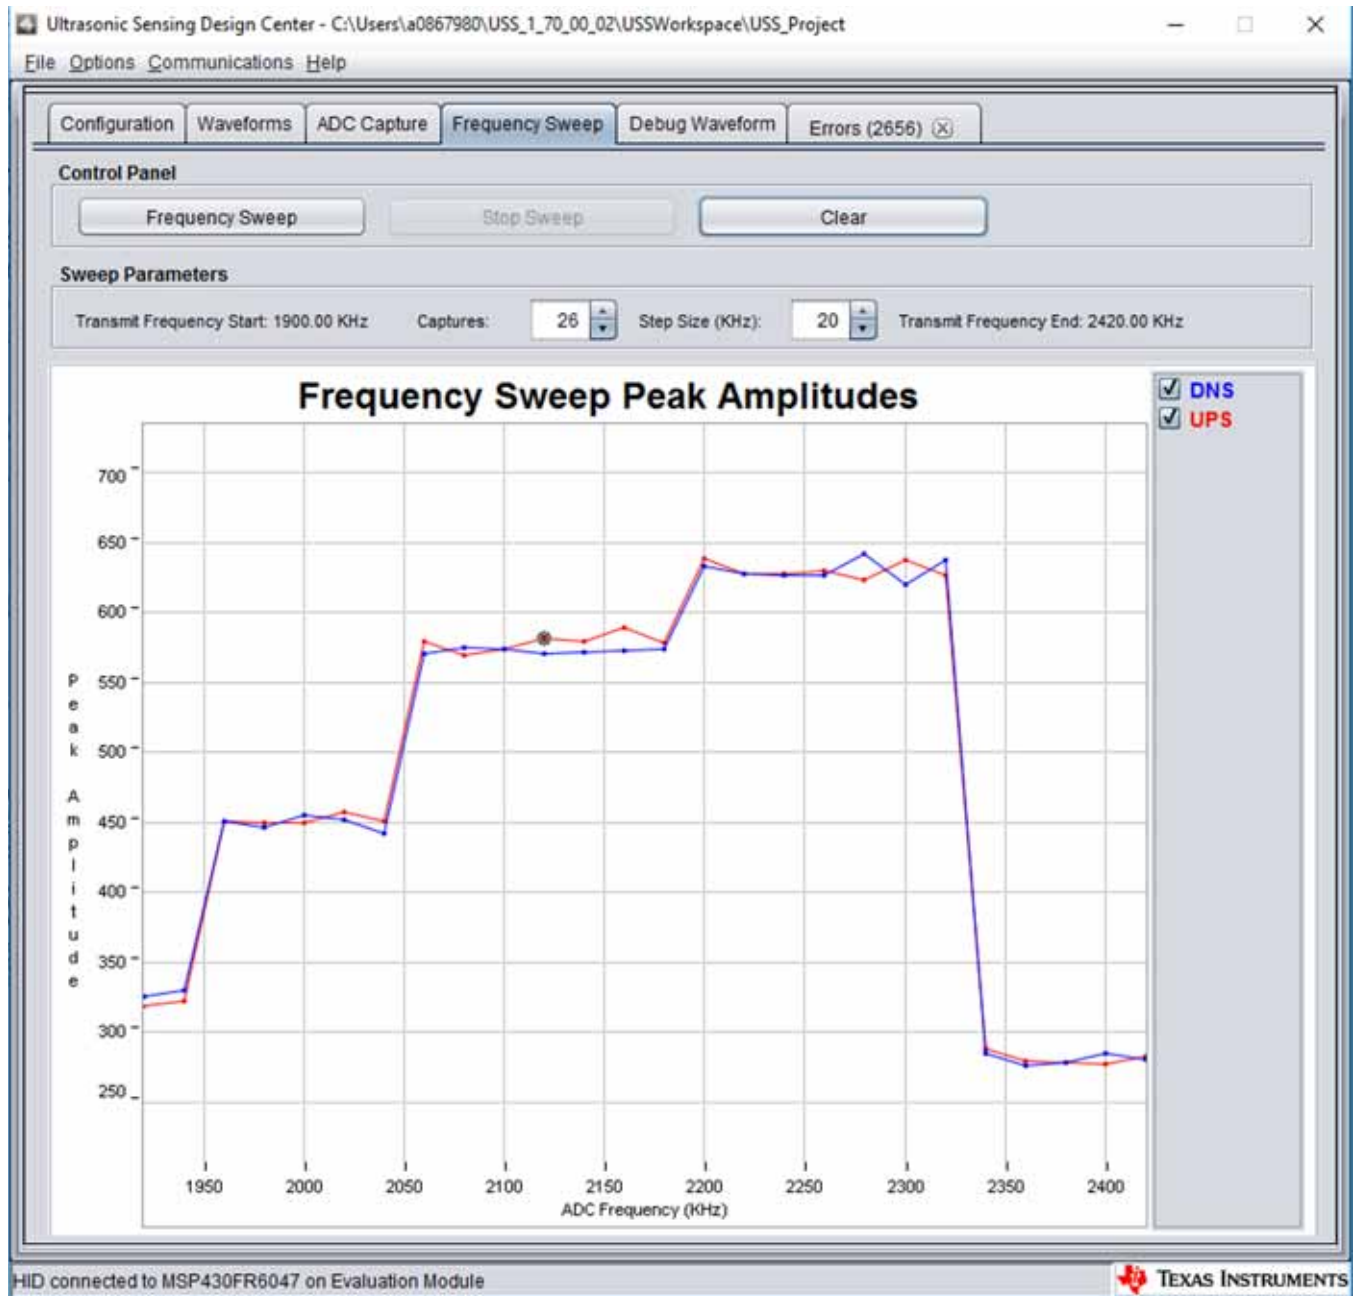 Ultrasonic Sensing Design Center - C:\Users\a0867980\USS_1_70_00_02\USSWorkspace\USS_Project
File Options Communications Help
Configuration Waveforms ADC Capture Frequency Sweep Debug Waveform Errors (2656)
Control Panel
Frequency Sweep Stop Sweep Clear
Sweep Parameters
Transmit Frequency Start: 1900.00 KHz Captures: 26 Step Size (KHz): 20 Transmit Frequency End: 2420.00 KHz
Frequency Sweep Peak Amplitudes
DNS
UPS
Peak Amplitude
700
650
600
550
500
450
400
350
300
250
1950 2000 2050 2100 2150 2200 2250 2300 2350 2400
ADC Frequency (KHz)
HID connected to MSP430FR6047 on Evaluation Module
TEXAS INSTRUMENTS